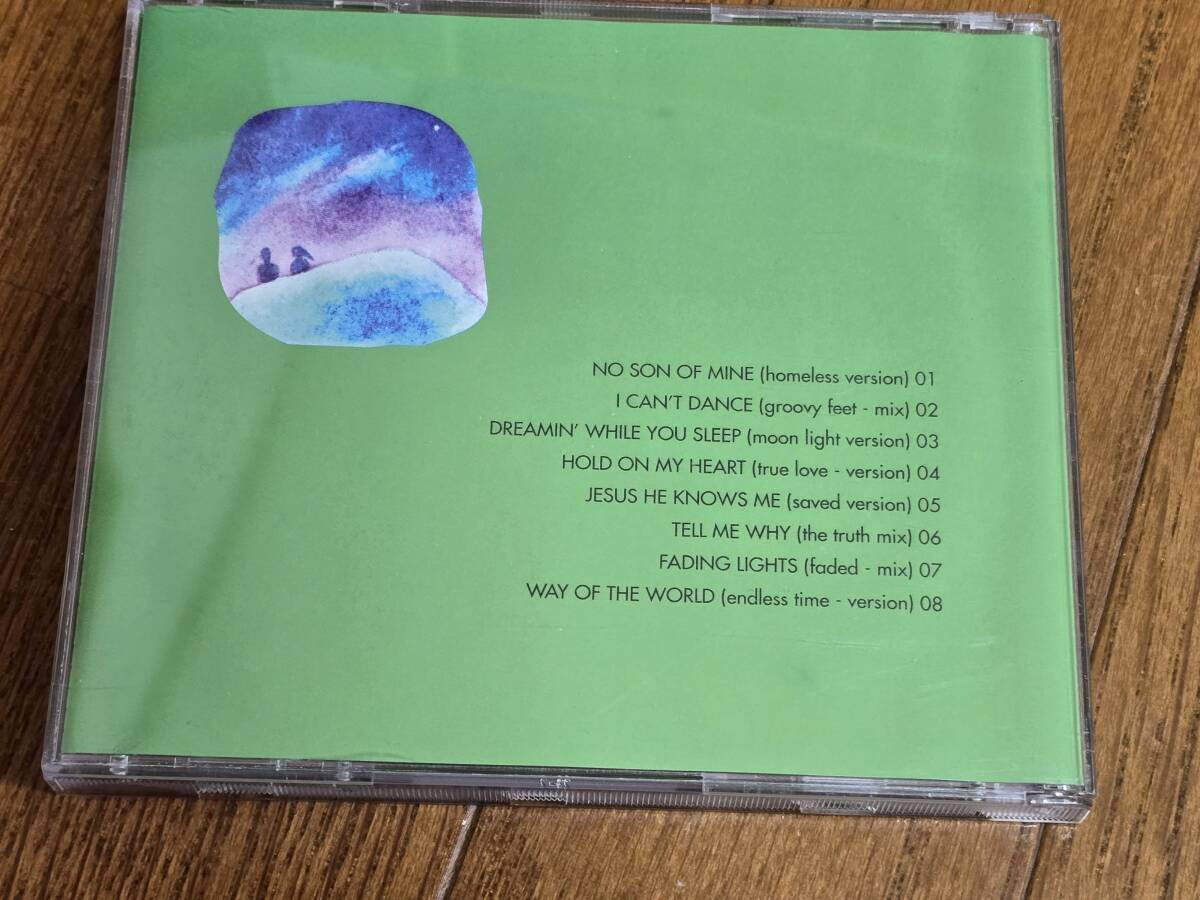 NO SON OF MINE (homeless version) 01
I CAN'T DANCE (groovy feet - mix) 02
DREAMIN' WHILE YOU SLEEP (moon light version) 03
HOLD ON MY HEART (true love - version) 04
JESUS HE KNOWS ME (saved version) 05
TELL ME WHY (the truth mix) 06
FADING LIGHTS (faded - mix) 07
WAY OF THE WORLD (endless time - version) 08